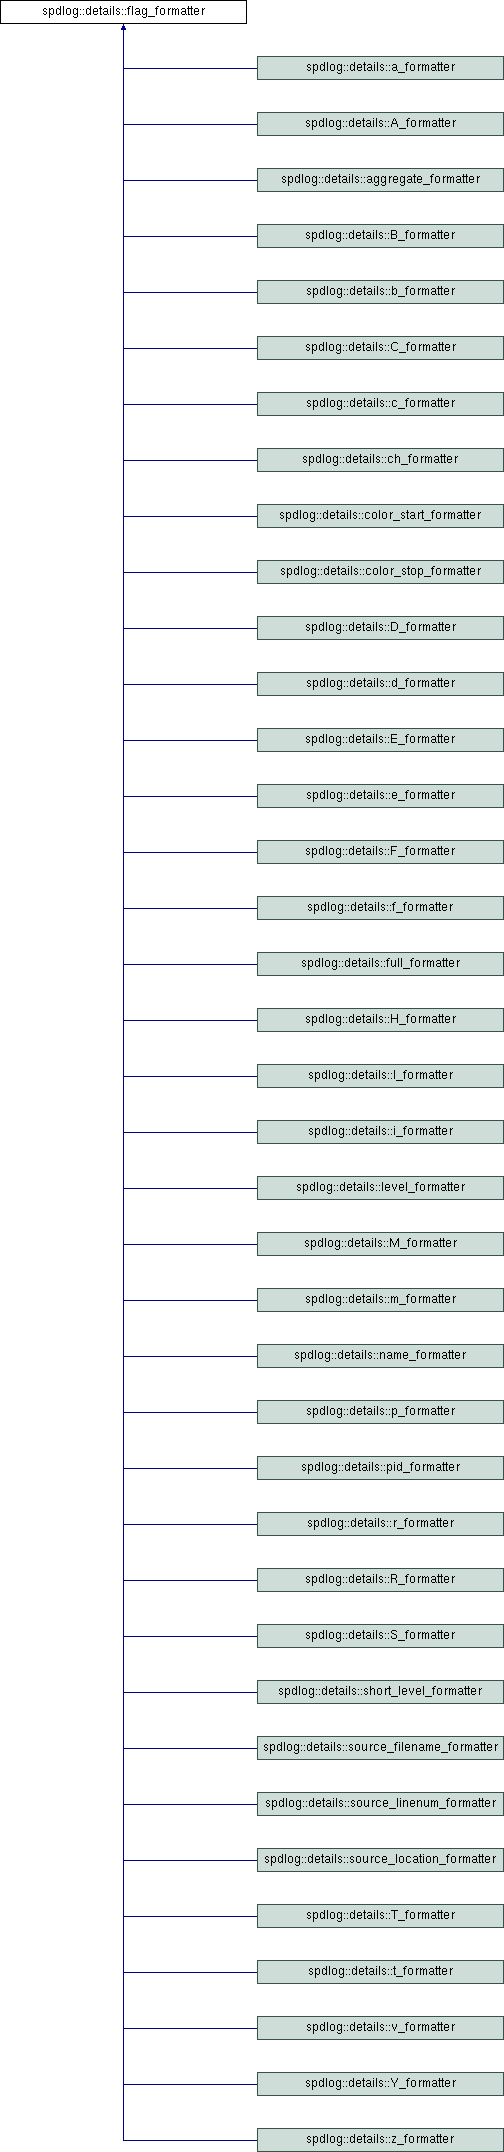 spdlog::details::flag_formatter
spdlog::details::a_formatter
spdlog::details::A_formatter
spdlog::details::aggregate_formatter
spdlog::details::B_formatter
spdlog::details::b_formatter
spdlog::details::C_formatter
spdlog::details::c_formatter
spdlog::details::ch_formatter
spdlog::details::color_start_formatter
spdlog::details::color_stop_formatter
spdlog::details::D_formatter
spdlog::details::d_formatter
spdlog::details::E_formatter
spdlog::details::e_formatter
spdlog::details::F_formatter
spdlog::details::f_formatter
spdlog::details::full_formatter
spdlog::details::H_formatter
spdlog::details::I_formatter
spdlog::details::i_formatter
spdlog::details::level_formatter
spdlog::details::M_formatter
spdlog::details::m_formatter
spdlog::details::name_formatter
spdlog::details::p_formatter
spdlog::details::pid_formatter
spdlog::details::r_formatter
spdlog::details::R_formatter
spdlog::details::S_formatter
spdlog::details::short_level_formatter
spdlog::details::source_filename_formatter
spdlog::details::source_linenum_formatter
spdlog::details::source_location_formatter
spdlog::details::T_formatter
spdlog::details::t_formatter
spdlog::details::v_formatter
spdlog::details::Y_formatter
spdlog::details::z_formatter